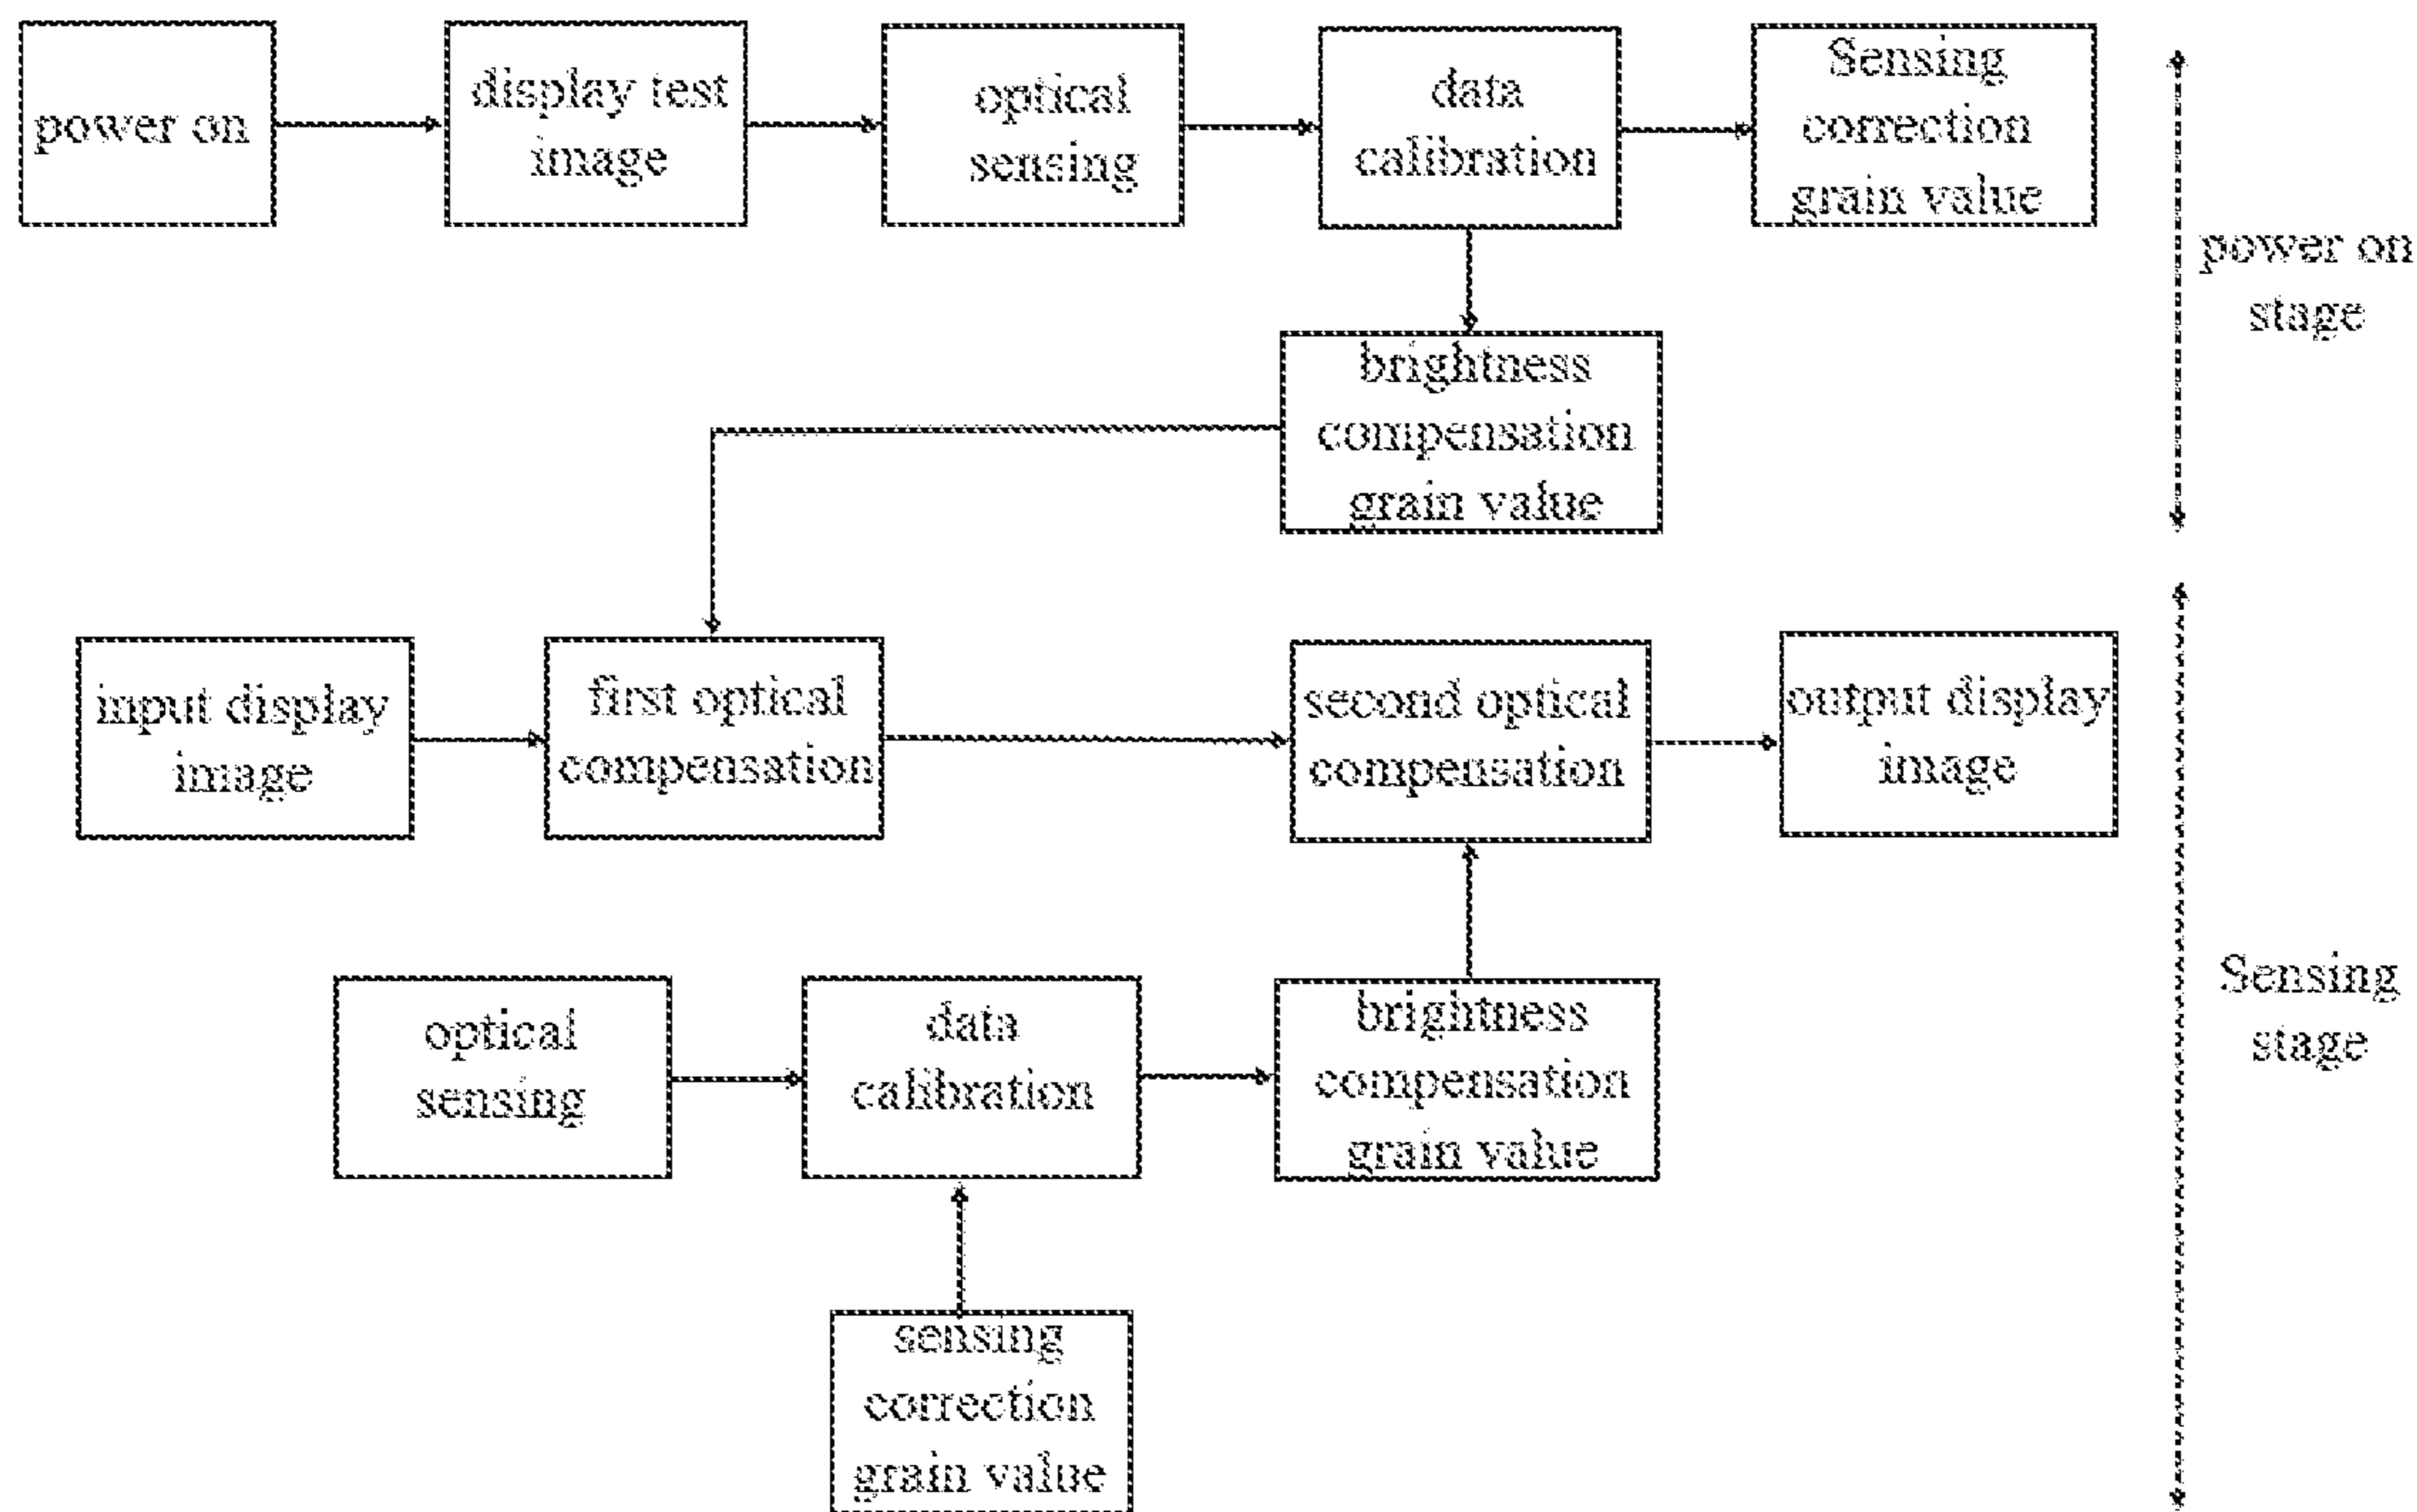 power on
display test
image
optical
sensing
data
calibration
Sensing
correction
grain value
power on
stage
brightness
compensation
grain value
input display
image
first optical
compensation
second optical
compensation
output display
image
optical
sensing
data
calibration
brightness
compensation
grain value
Sensing
stage
sensing
correction
grain value